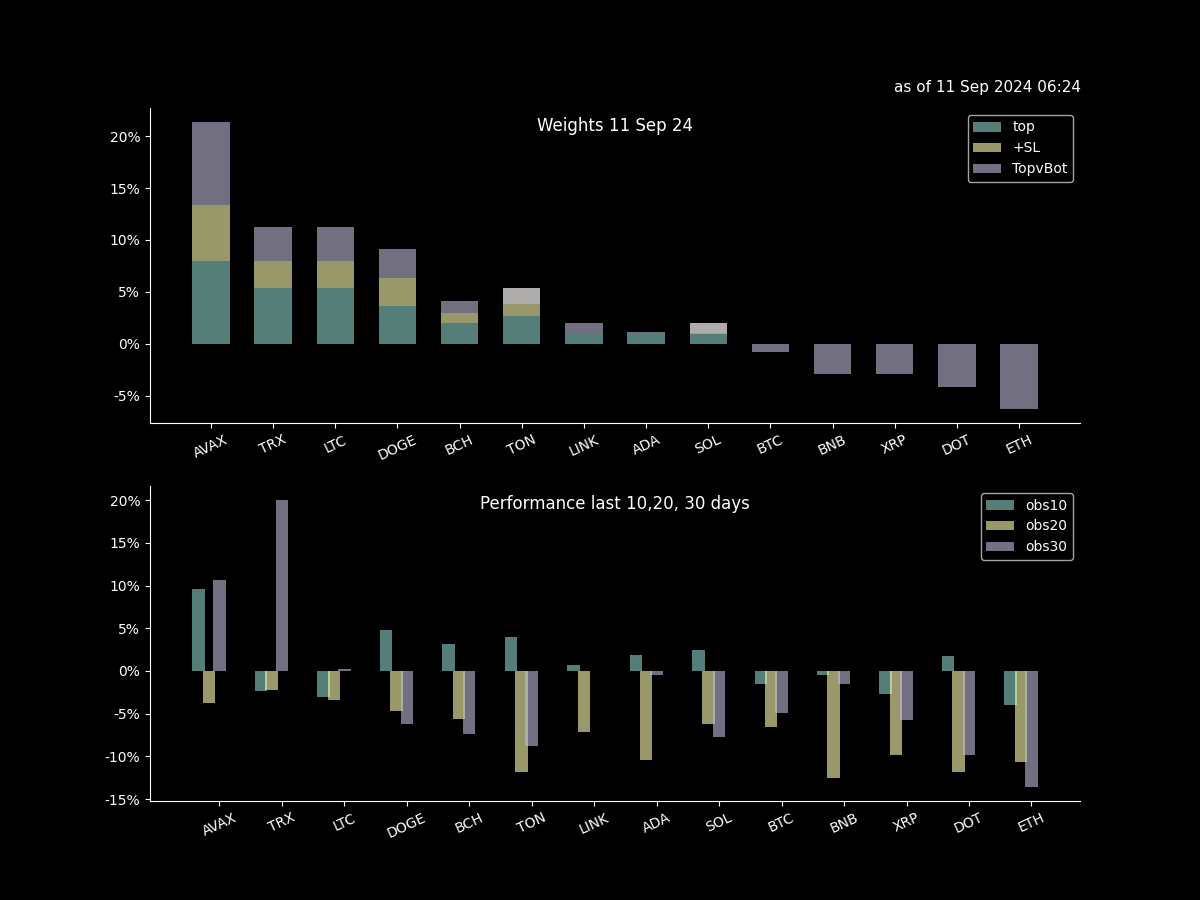 as of 11 Sep 2024 06:24
Weights 11 Sep 24
top
+SL
TopvBot
20%
15%
10%
5%
0%
-5%
AVAX TRX LTC DOGE BCH TON LINK ADA SOL BTC BNB XRP DOT ETH
Performance last 10,20, 30 days
obs10
obs20
obs30
20%
15%
10%
5%
0%
-5%
-10%
-15%
AVAX TRX LTC DOGE BCH TON LINK ADA SOL BTC BNB XRP DOT ETH